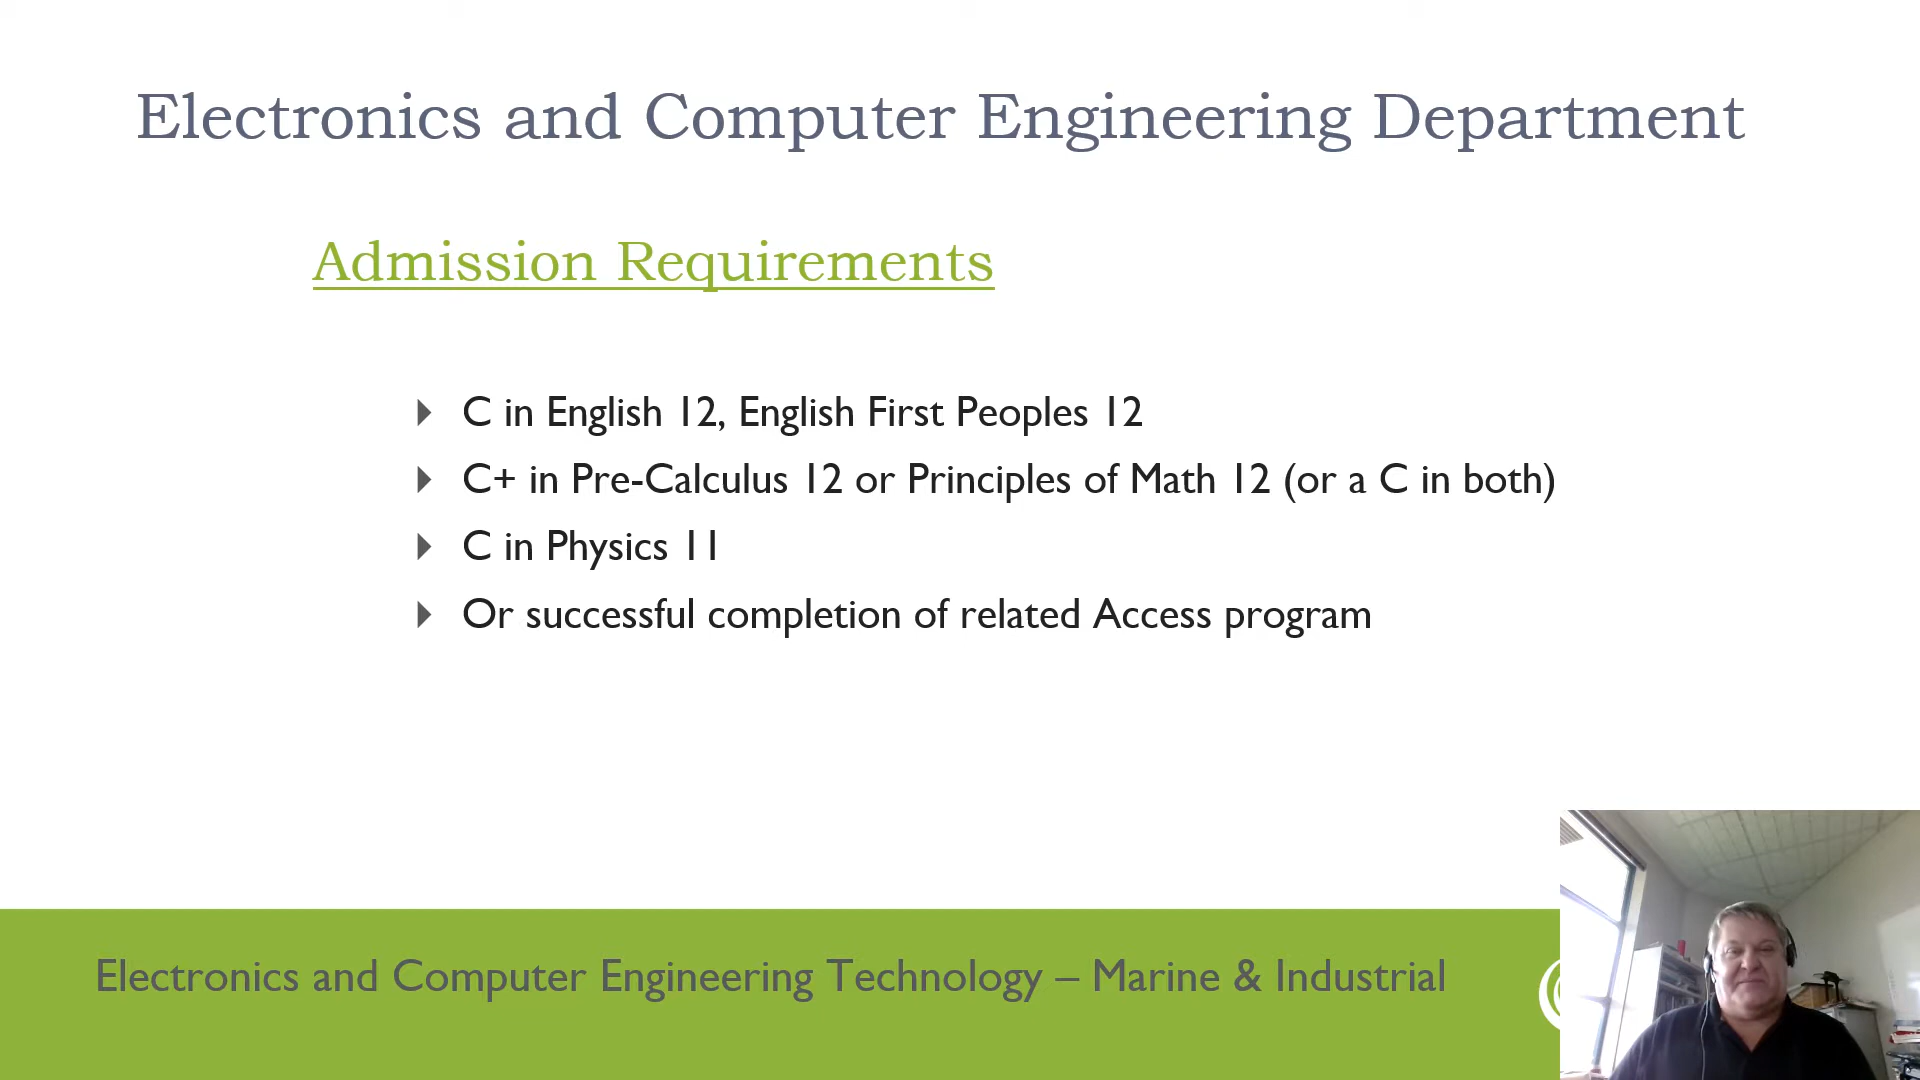 Electronics and Computer Engineering Department
Admission Requirements
C in English 12, English First Peoples 12
C+ in Pre-Calculus 12 or Principles of Math 12 (or a C in both)
C in Physics 11
Or successful completion of related Access program
Electronics and Computer Engineering Technology – Marine & Industrial